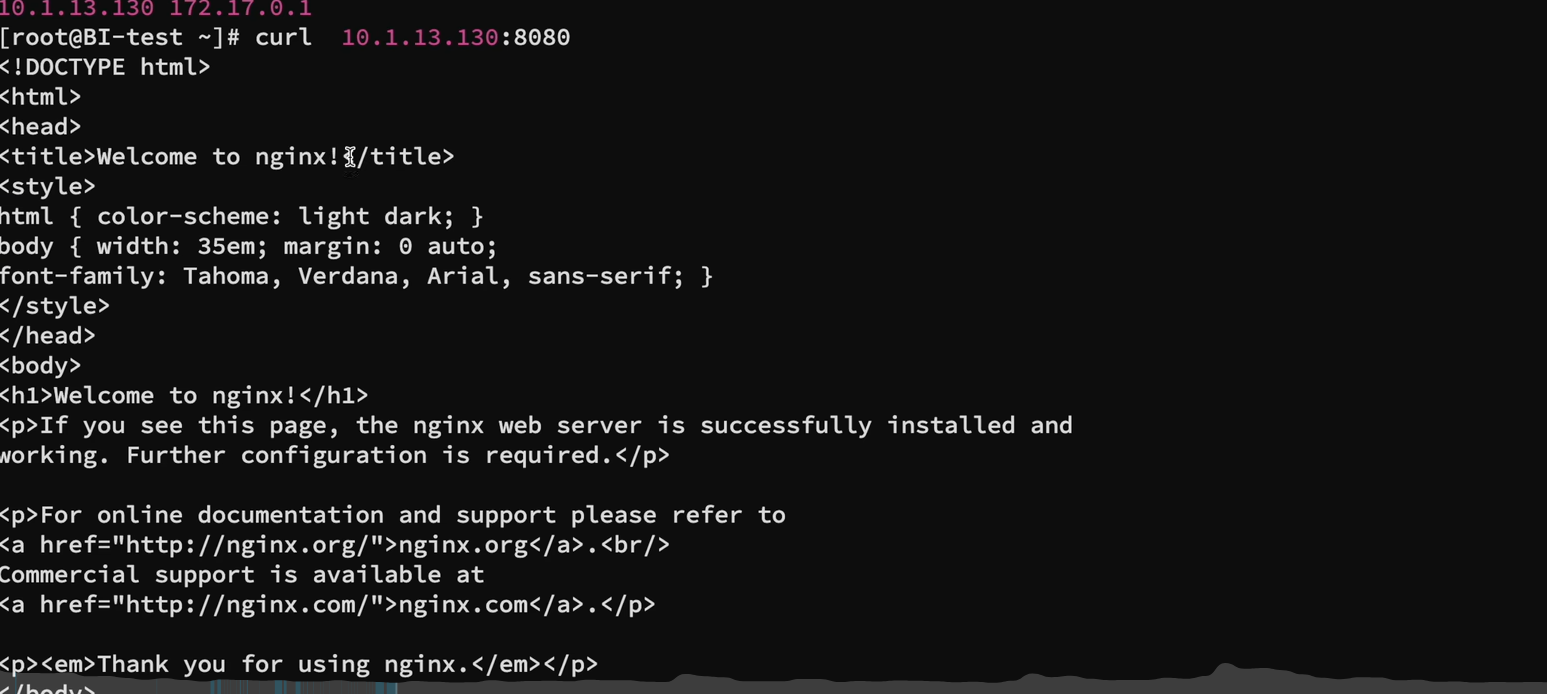 10.1.13.130 172.17.0.1
[root@BI-test ~]# curl  10.1.13.130:8080
<!DOCTYPE html>
<html>
<head>
<title>Welcome to nginx!</title>
<style>
html { color-scheme: light dark; }
body { width: 35em; margin: 0 auto;
font-family: Tahoma, Verdana, Arial, sans-serif; }
</style>
</head>
<body>
<h1>Welcome to nginx!</h1>
<p>If you see this page, the nginx web server is successfully installed and
working. Further configuration is required.</p>
<p>For online documentation and support please refer to
<a href="http://nginx.org/">nginx.org</a>.<br/>
Commercial support is available at
<a href="http://nginx.com/">nginx.com</a>.</p>
<p><em>Thank you for using nginx.</em></p>
</body>